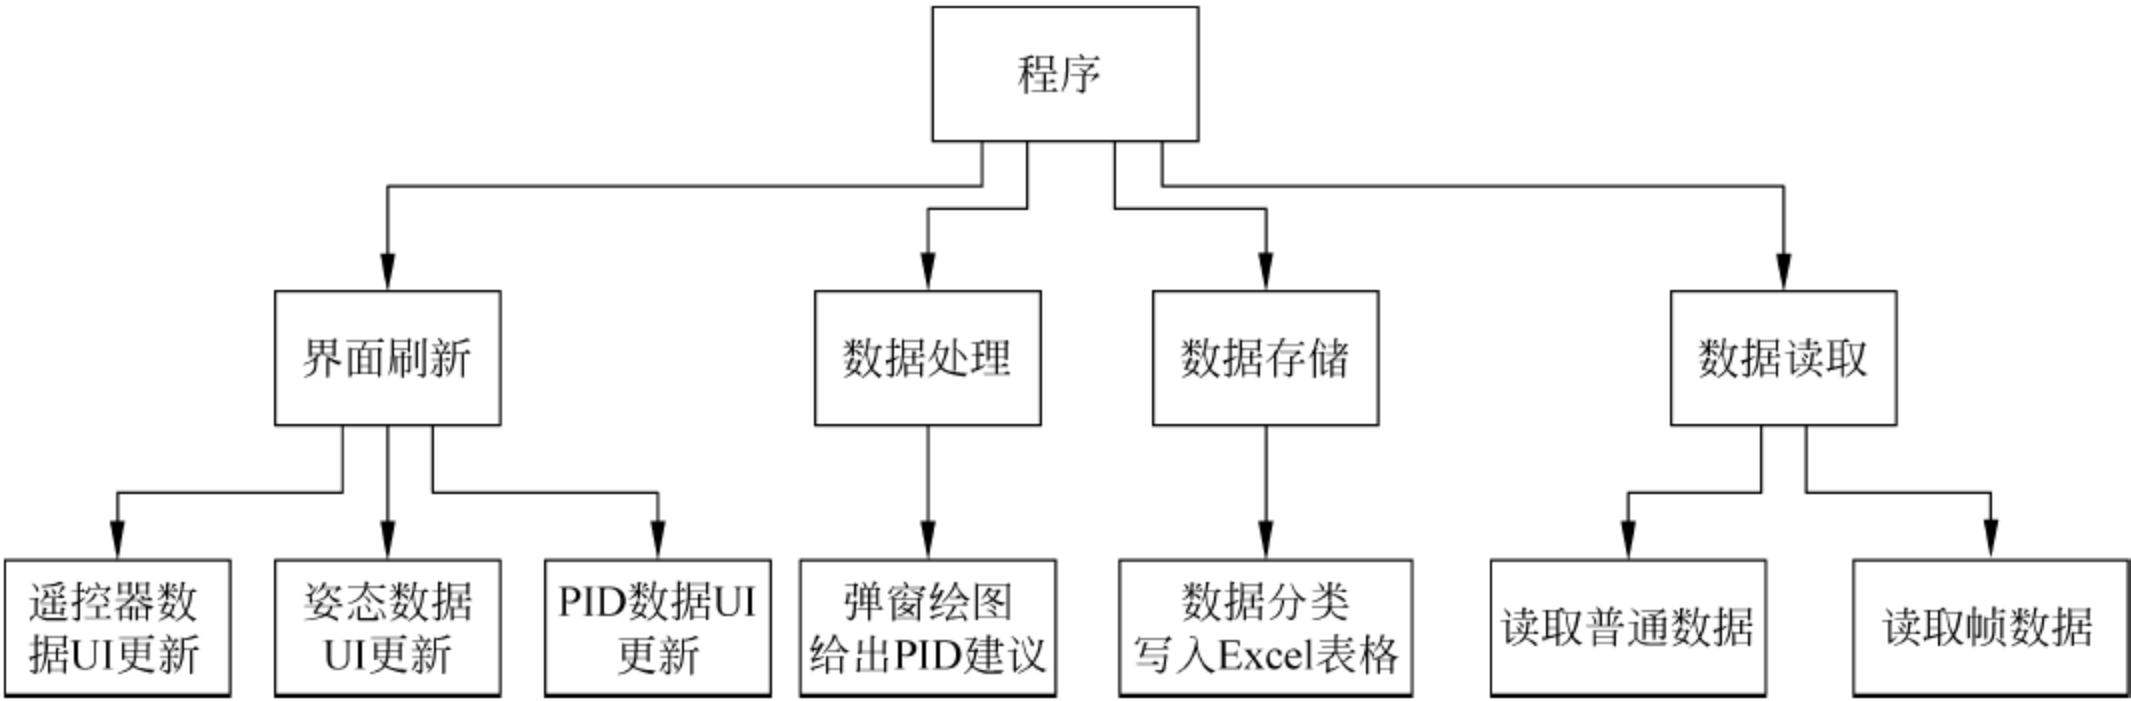 程序
界面刷新
数据处理
数据存储
数据读取
遥控器数
据UI更新
姿态数据
UI更新
PID数据UI
更新
弹窗绘图
给出PID建议
数据分类
写入Excel表格
读取普通数据
读取帧数据